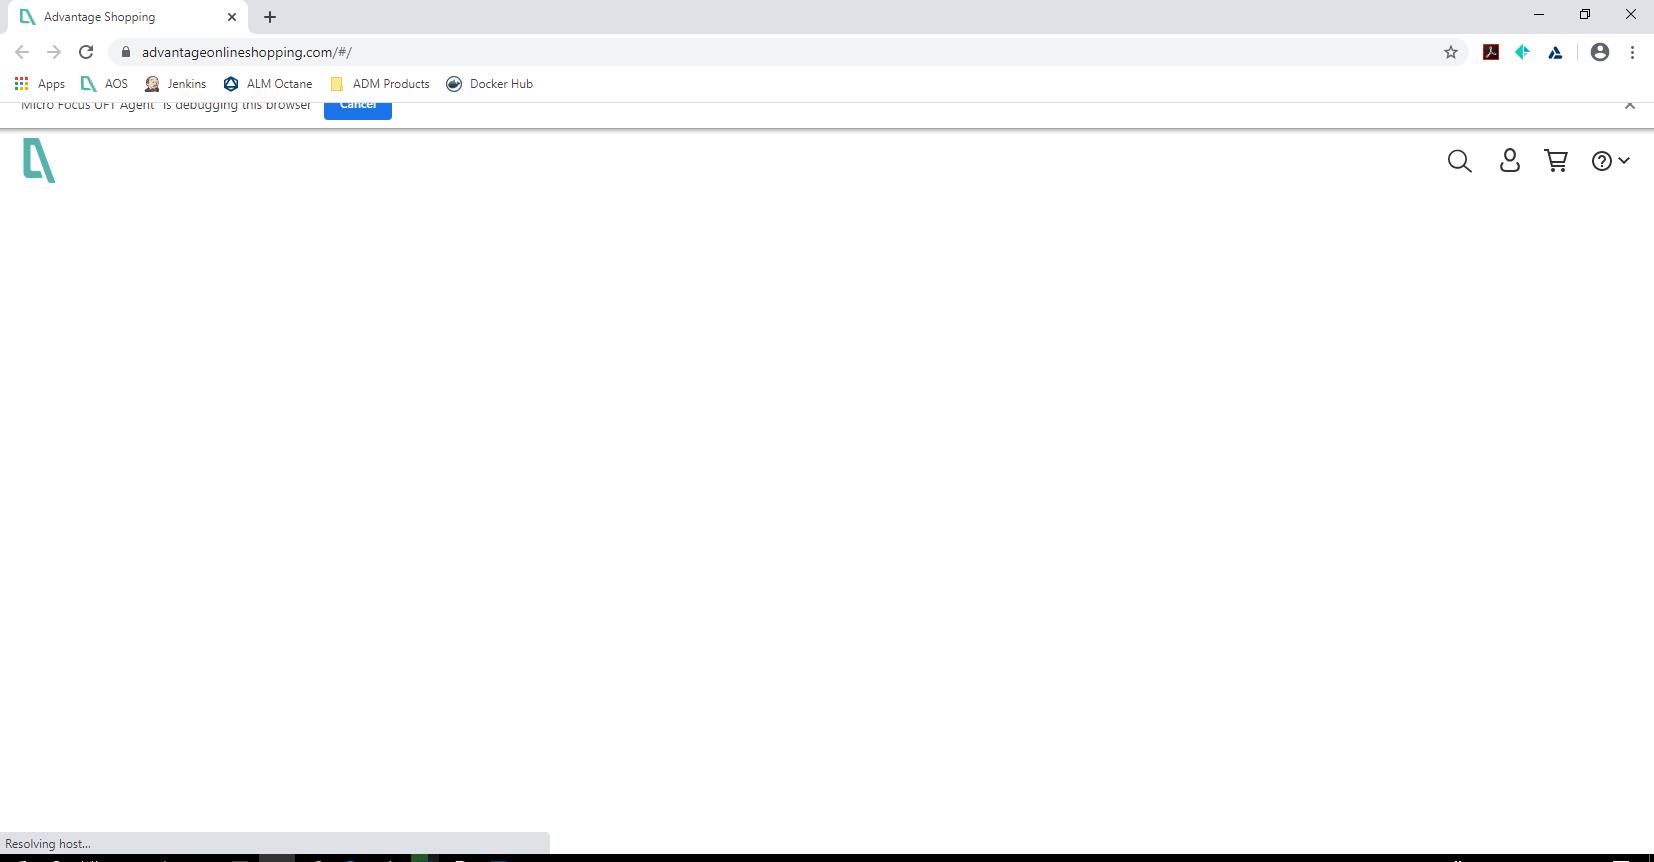 Advantage Shopping
advantageonlineshopping.com/#/
Apps AOS Jenkins ALM Octane ADM Products Docker Hub
"Micro Focus UFT Agent" is debugging this browser Cancel
Resolving host...